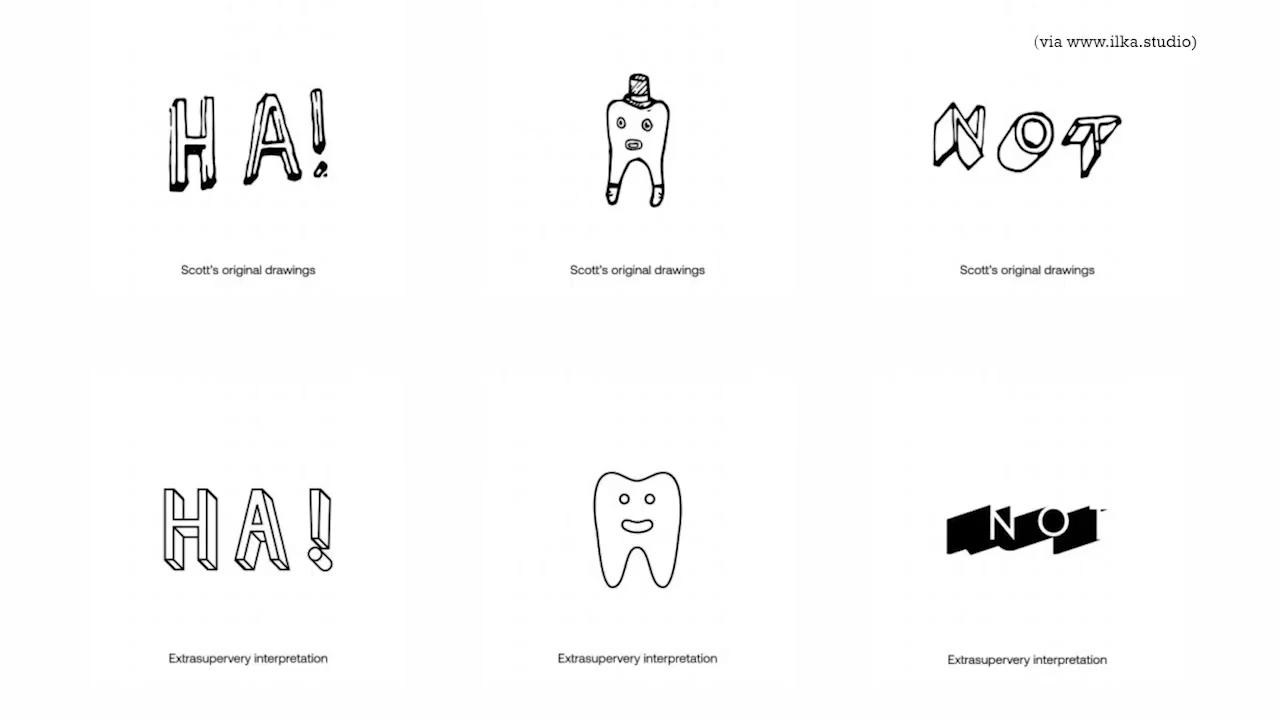 (via www.ilka.studio)
HA! NOT
Scott's original drawings Scott's original drawings Scott's original drawings
HA! NOT
Extrasupervery interpretation Extrasupervery interpretation Extrasupervery interpretation